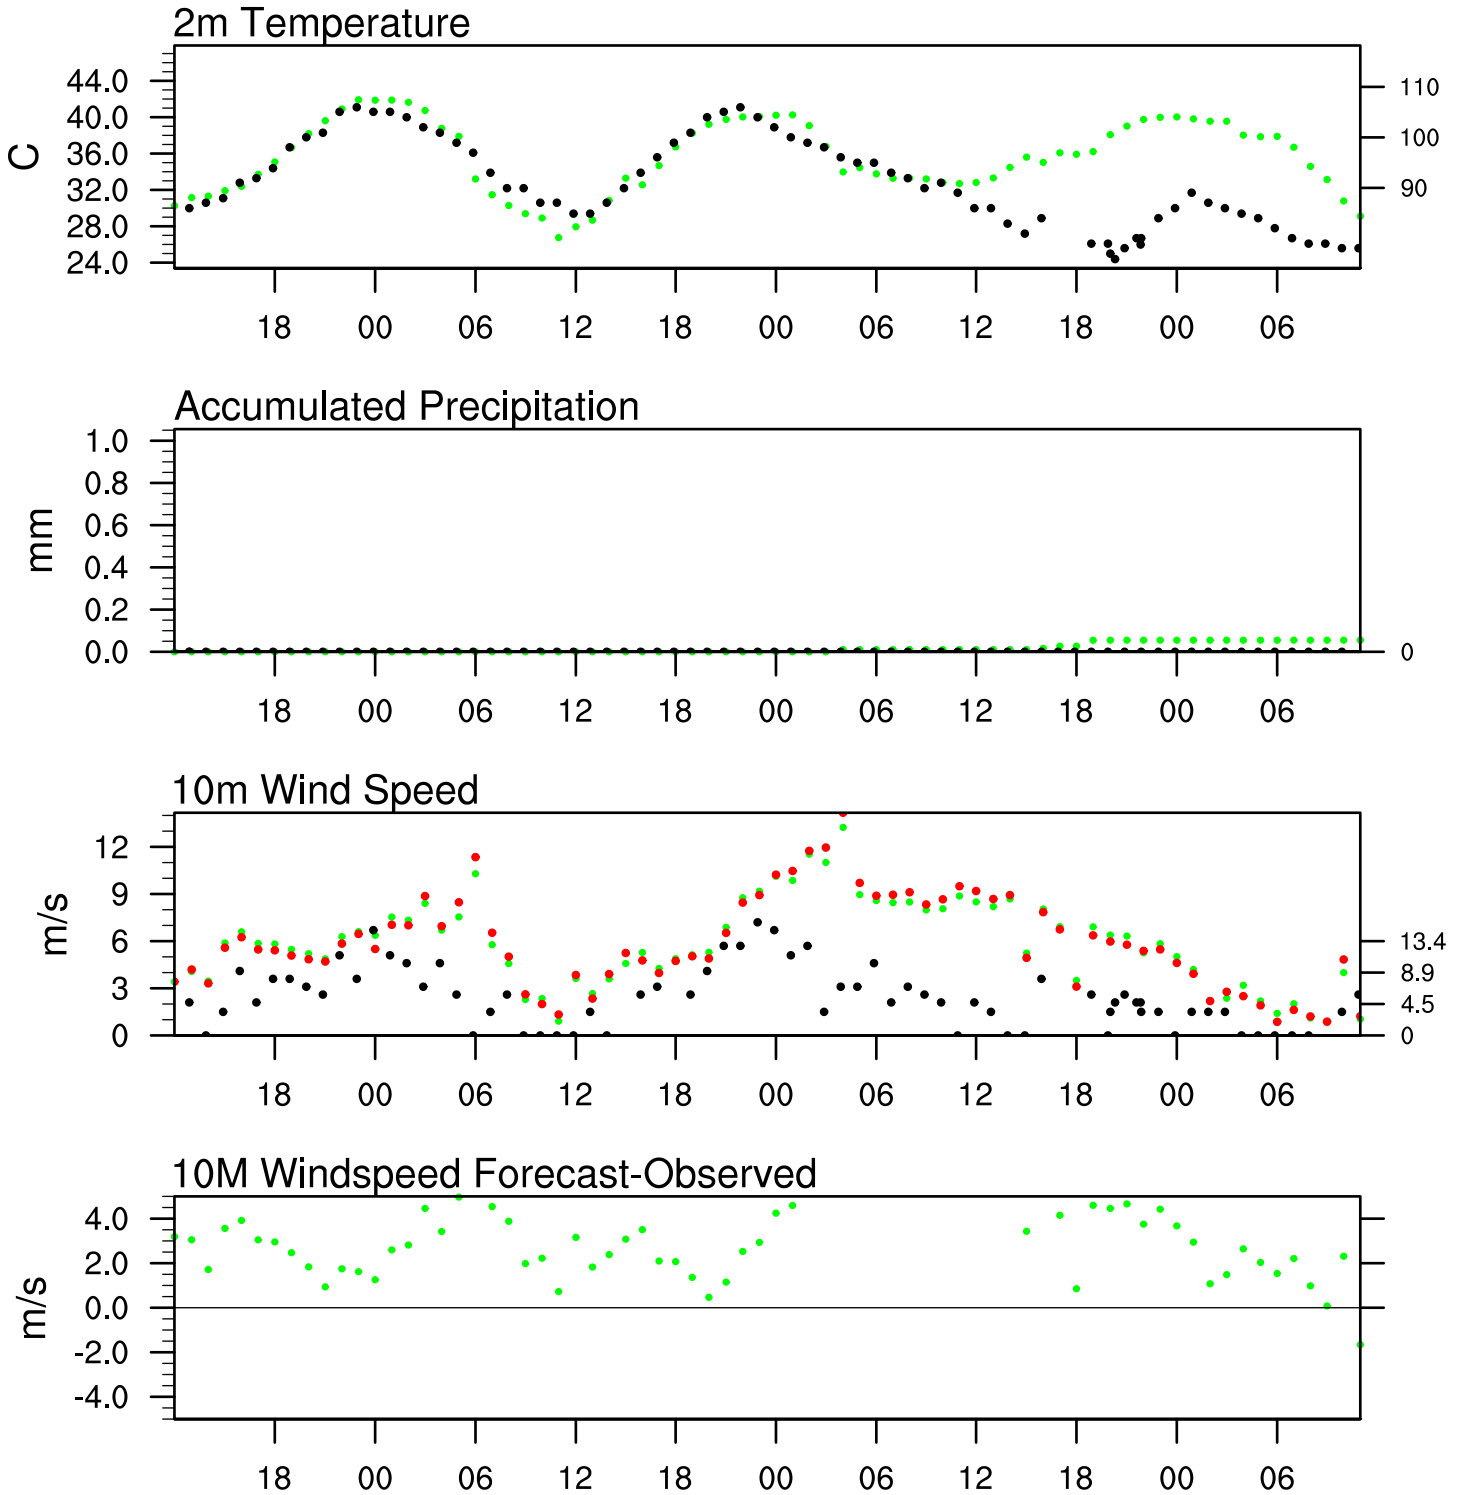 2m Temperature
44.0
40.0
36.0
32.0
28.0
24.0
C
110
100
90
18 00 06 12 18 00 06 12 18 00 06
Accumulated Precipitation
1.0
0.8
0.6
0.4
0.2
0.0
mm
0
18 00 06 12 18 00 06 12 18 00 06
10m Wind Speed
12
9
6
3
0
m/s
13.4
8.9
4.5
0
18 00 06 12 18 00 06 12 18 00 06
10M Windspeed Forecast-Observed
4.0
2.0
0.0
-2.0
-4.0
m/s
18 00 06 12 18 00 06 12 18 00 06